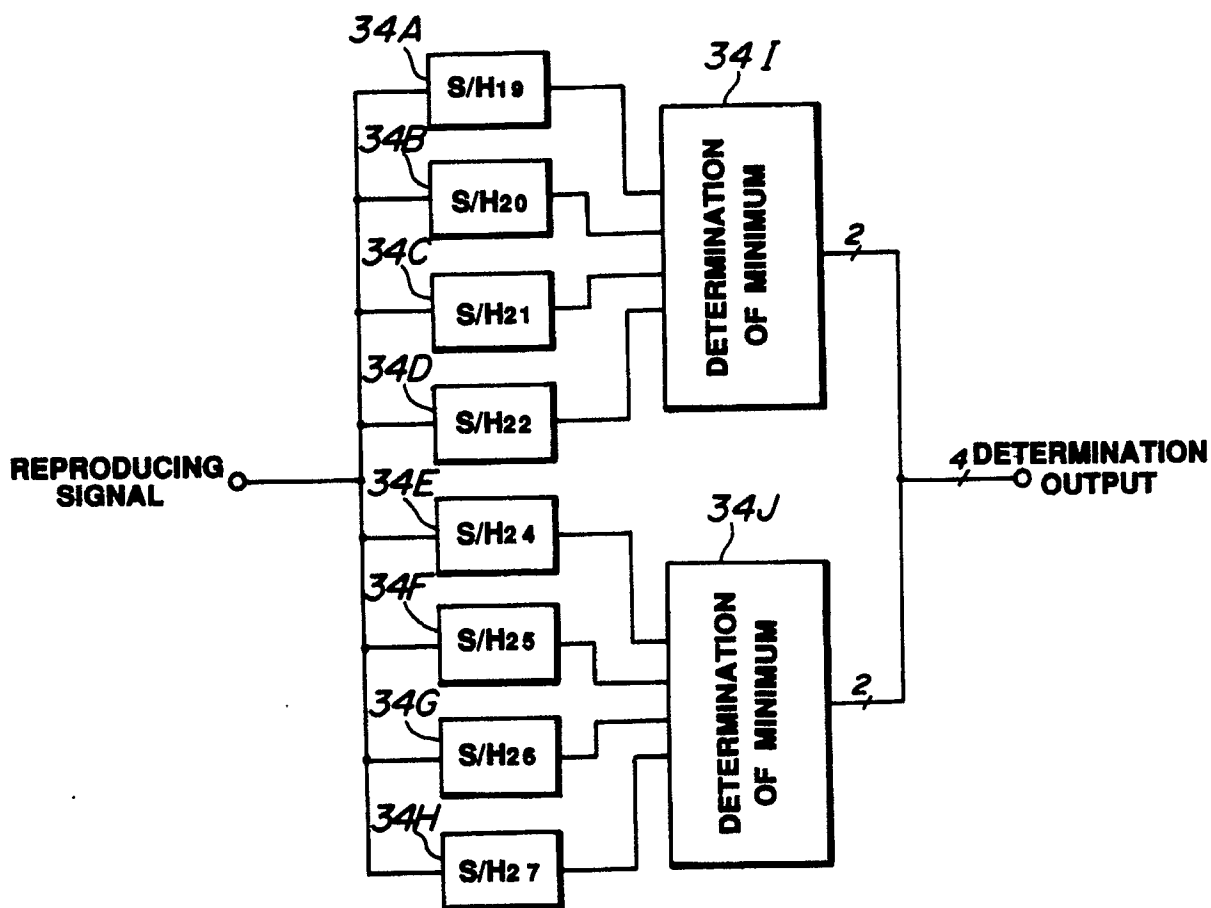 34A
S/H19
34B
S/H20
34C
S/H21
34D
S/H22
34E
S/H24
34F
S/H25
34G
S/H26
34H
S/H27
34I
DETERMINATION
OF MINIMUM
2
34J
DETERMINATION
OF MINIMUM
2
REPRODUCING
SIGNAL
4
DETERMINATION
OUTPUT